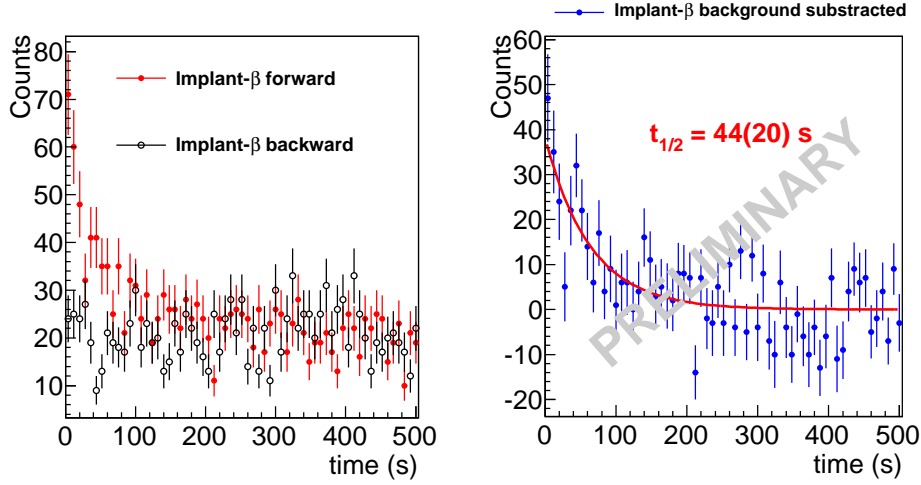 Counts
80
70
60
50
40
30
20
10
0 100 200 300 400 500
time (s)
Implant-β forward
Implant-β backward
Implant-β background substracted
Counts
60
50
40
30
20
10
0
-10
-20
0 100 200 300 400 500
time (s)
t1/2 = 44(20) s
PRELIMINARY